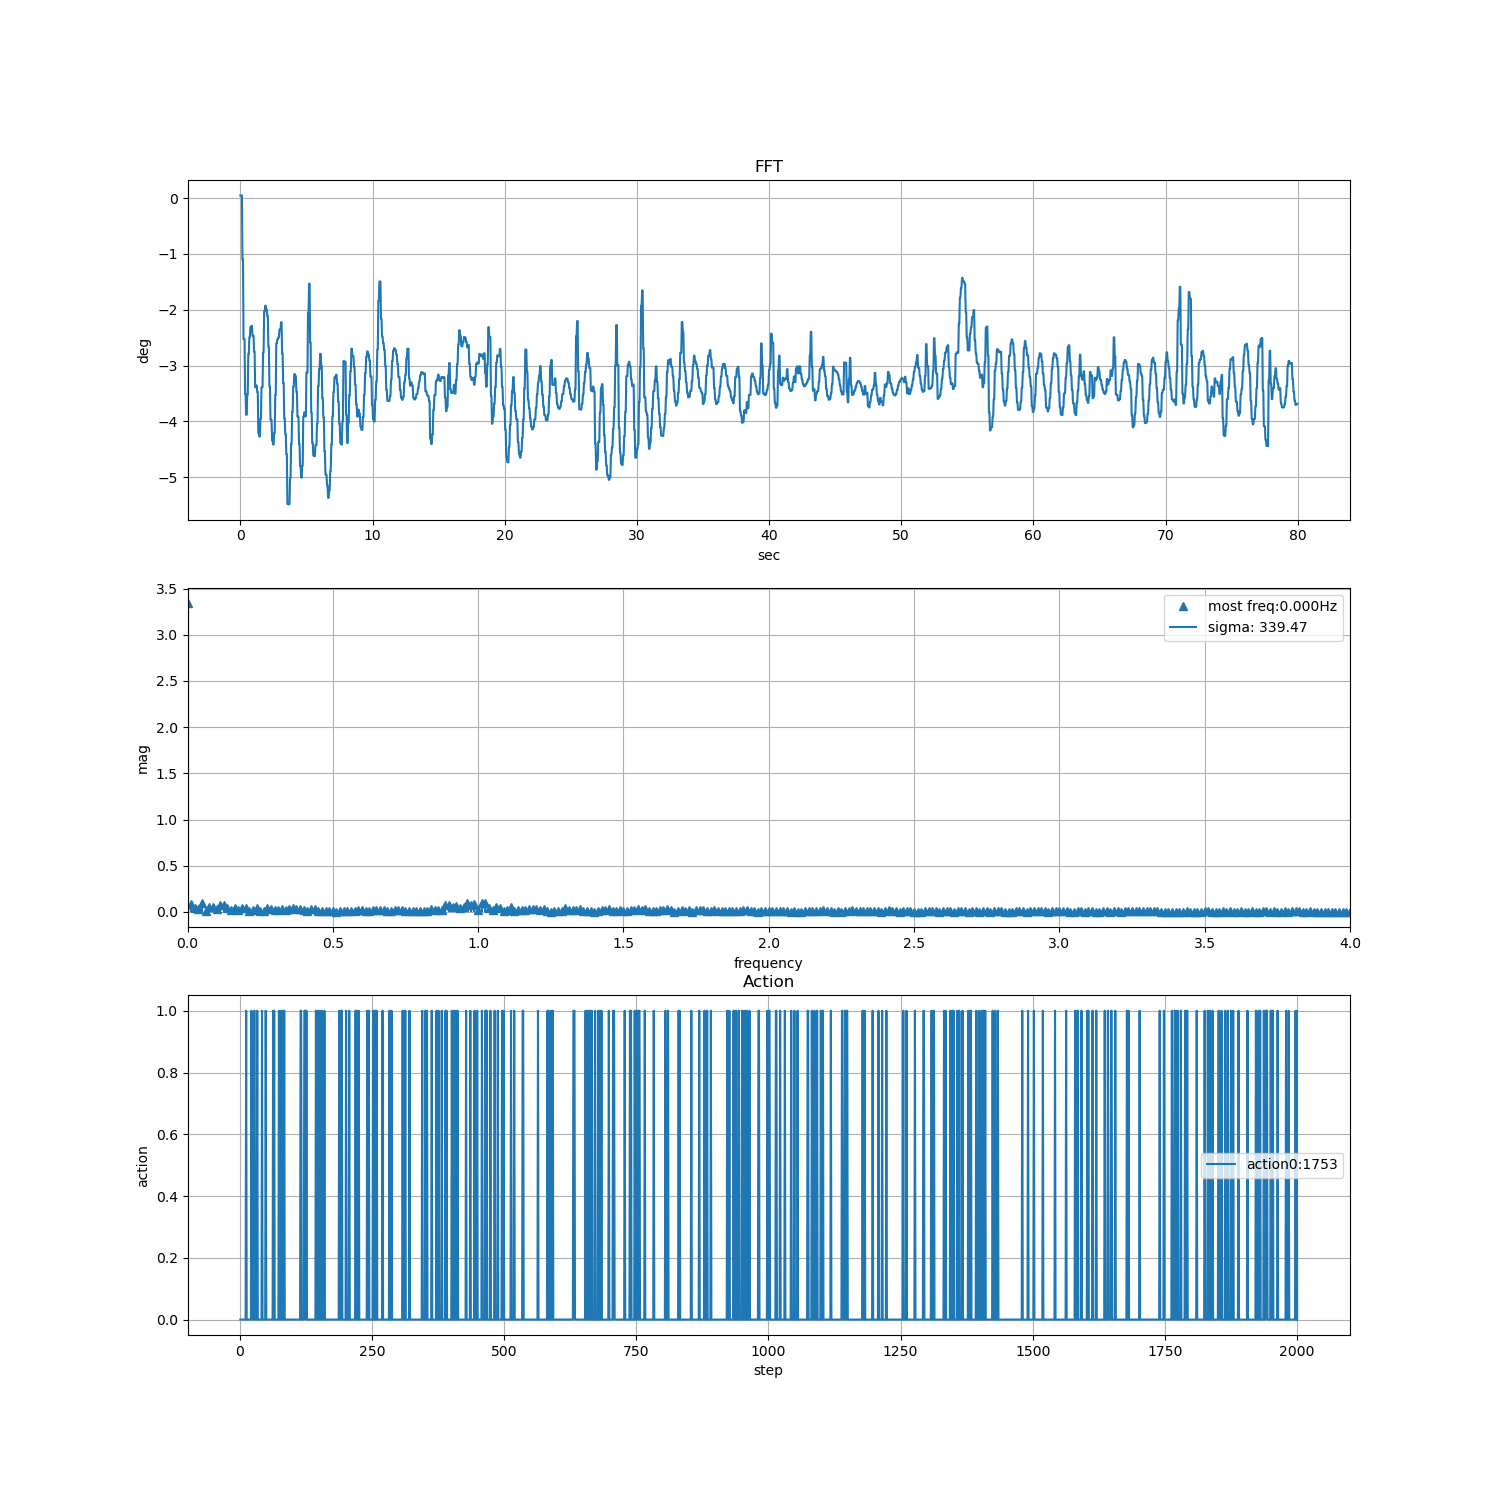 FFT
0
−1
−2
−3
−4
−5
deg
0 10 20 30 40 50 60 70 80
sec
3.5
3.0
2.5
2.0
1.5
1.0
0.5
0.0
mag
most freq:0.000Hz
sigma: 339.47
0.0 0.5 1.0 1.5 2.0 2.5 3.0 3.5 4.0
frequency
Action
1.0
0.8
0.6
0.4
0.2
0.0
action
action0:1753
0 250 500 750 1000 1250 1500 1750 2000
step